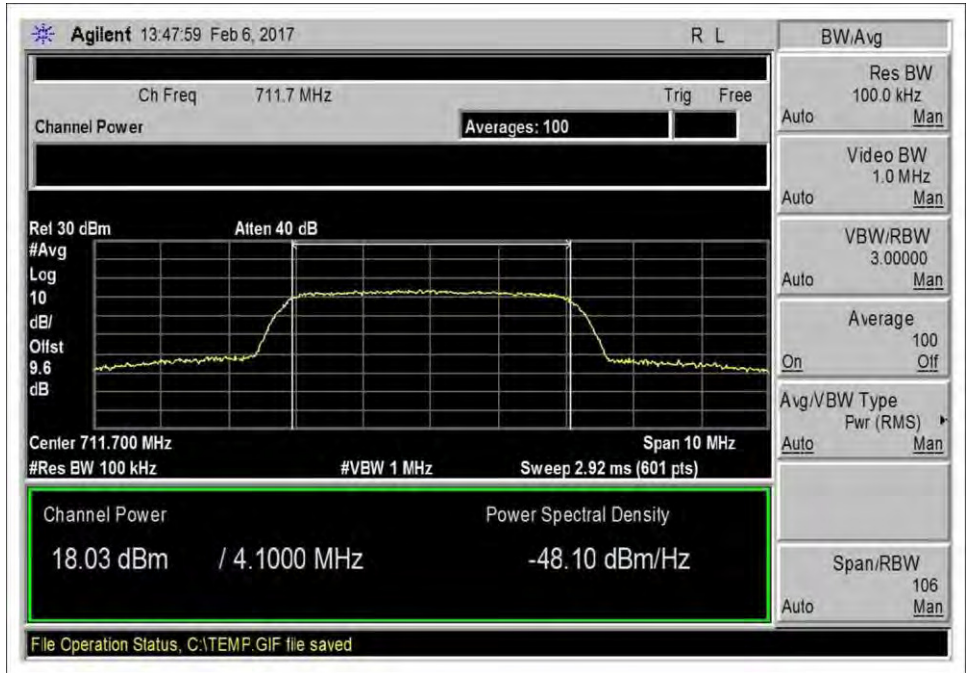 Agilent 13:47:59 Feb 6, 2017 R L
Ch Freq 711.7 MHz Trig Free
Channel Power Averages: 100
Ref 30 dBm Atten 40 dB
#Avg
Log
10
dB/
Offst
9.6
dB
Center 711.700 MHz Span 10 MHz
#Res BW 100 kHz #VBW 1 MHz Sweep 2.92 ms (601 pts)
Channel Power Power Spectral Density
18.03 dBm / 4.1000 MHz -48.10 dBm/Hz
File Operation Status, C:\TEMP.GIF file saved
BW/Avg
Res BW
100.0 kHz
Auto Man
Video BW
1.0 MHz
Auto Man
VBW/RBW
3.00000
Auto Man
Average
100
On Off
Avg/VBW Type
Pwr (RMS)
Auto Man
Span/RBW
106
Auto Man